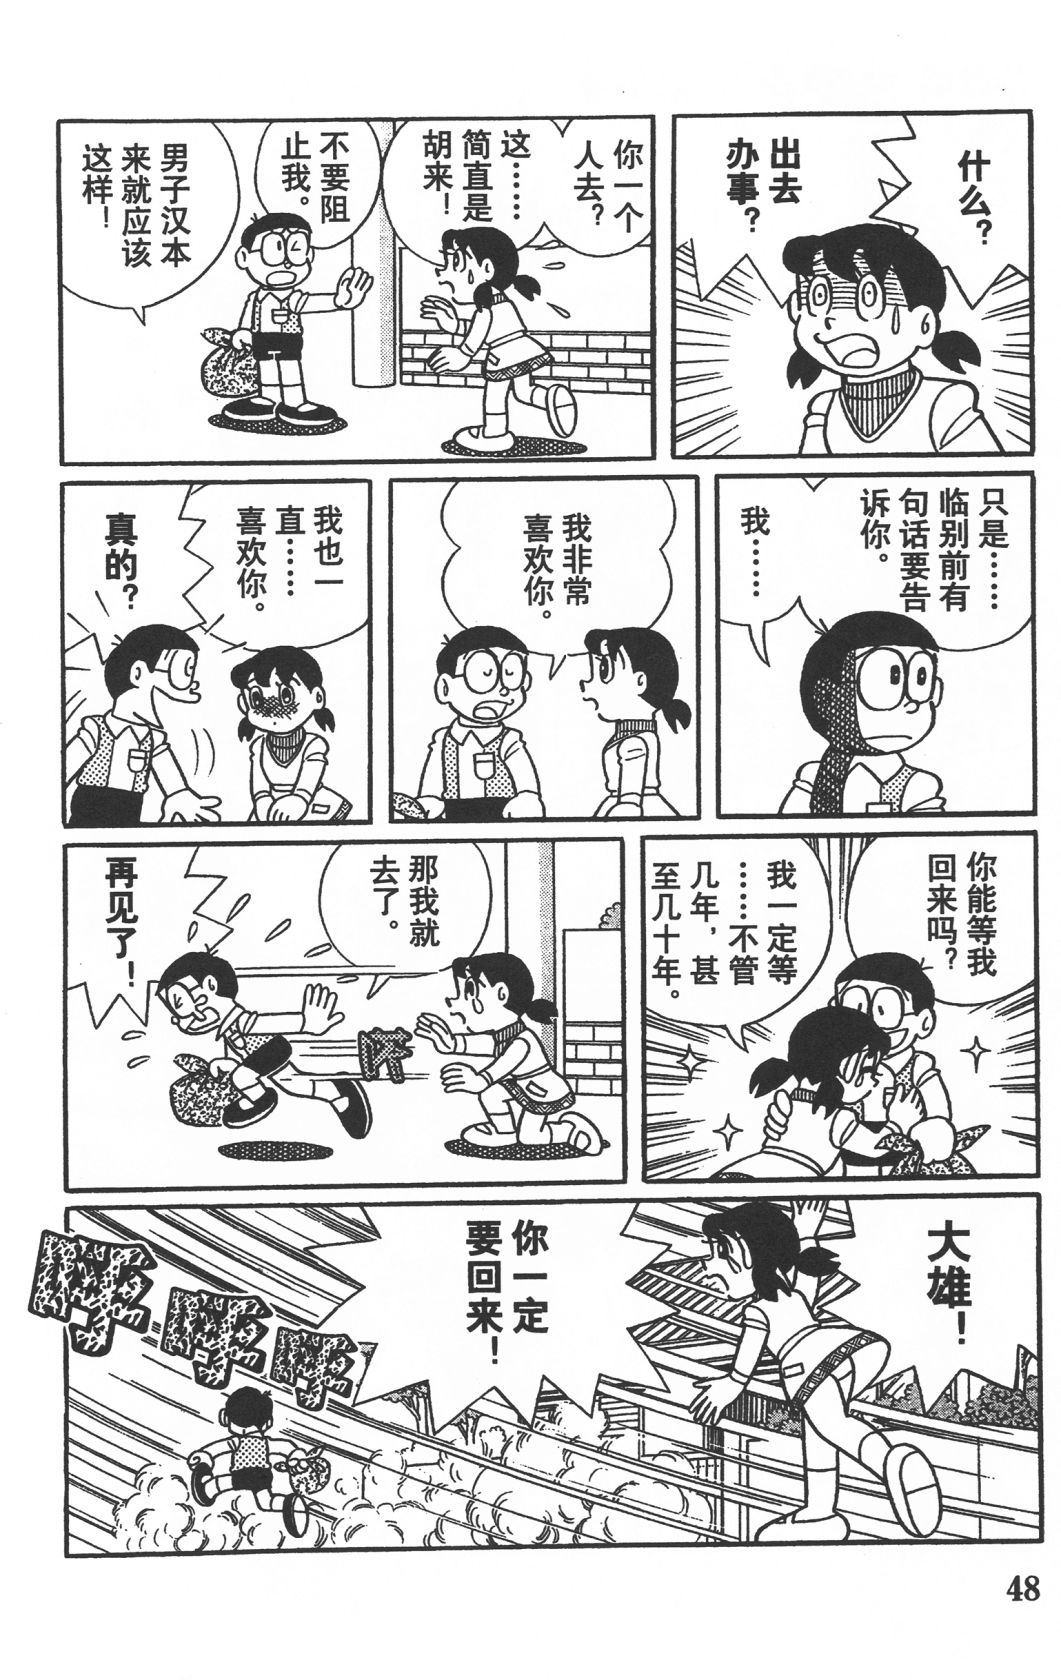 什么？
出去
办事？
你一个
人去？
这……
简直是
胡来！
不要阻
止我。
男子汉本
来就应该
这样！
只是……
临别前有
句话要告
诉你。
我……
我非常
喜欢你。
我也一
直……
喜欢你。
真的？
你能等我
回来吗？
我一定等
……不管
几年，甚
至几十年。
那我就
去了。
再见了！
咚
大雄！
你一定
要回来！
哗
哗
哗
48